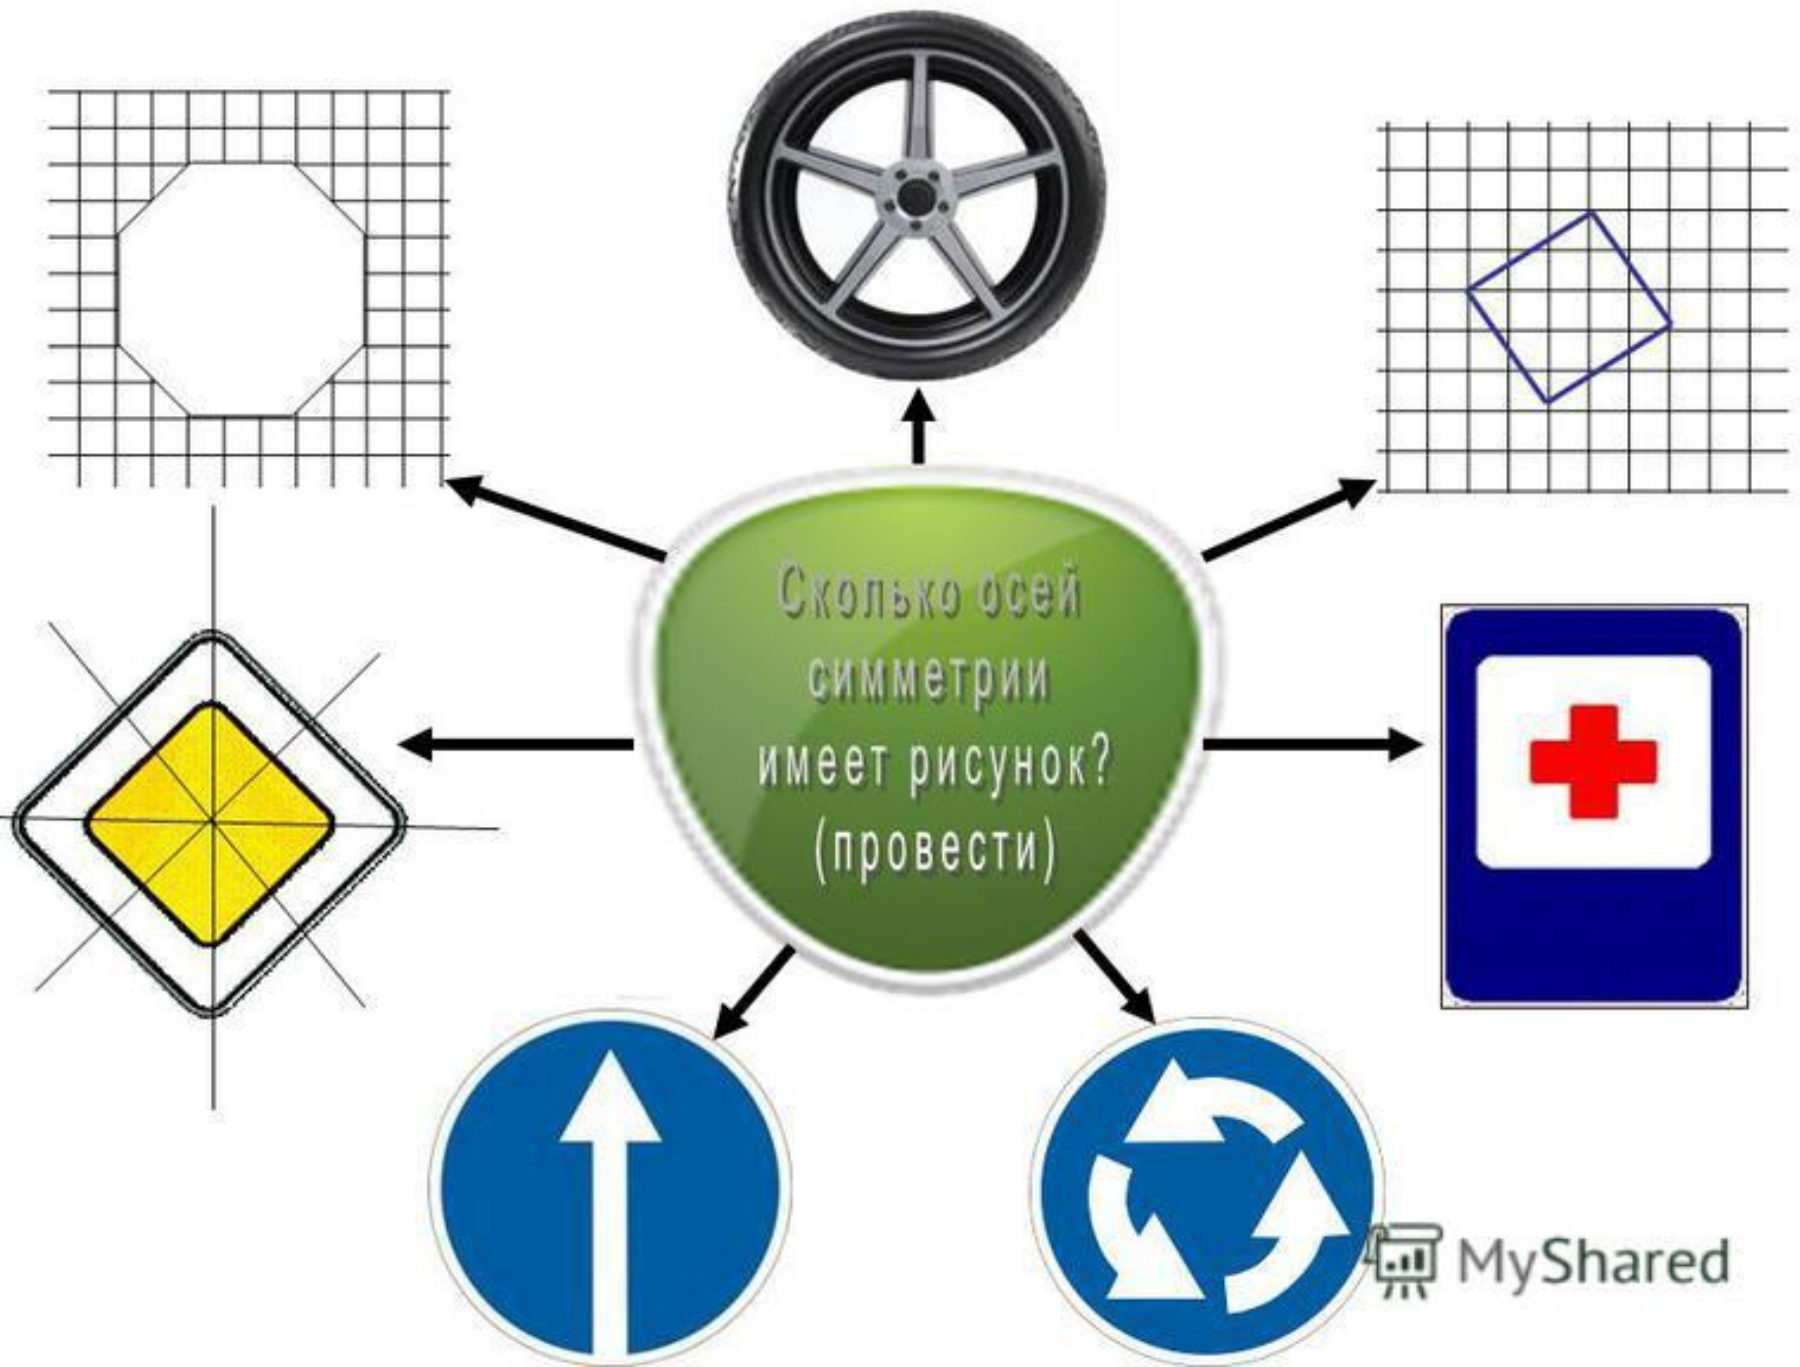 Сколько осей
симметрии
имеет рисунок?
(провести)
MyShared